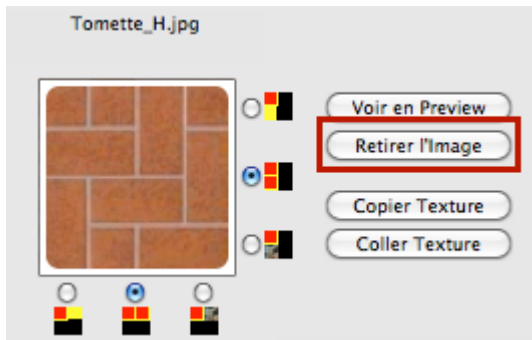 Tomette_H.jpg
Voir en Preview
Retirer l'Image
Copier Texture
Coller Texture